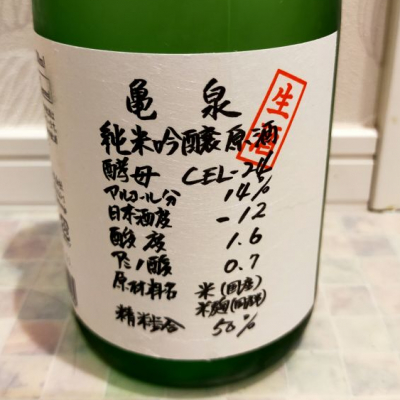 亀泉
生酒
純米吟醸原酒
酵母 CEL-24
アルコール分 14%
日本酒度 -12
酸度 1.6
アミノ酸 0.7
原材料名 米(国産)
米麹(国産米)
精米歩合 50%